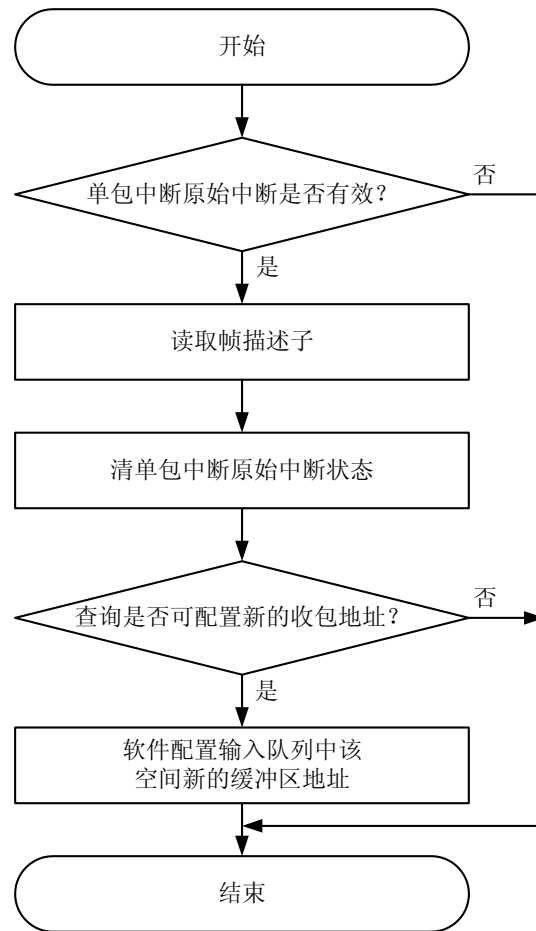 开始
单包中断原始中断是否有效？
否
是
读取帧描述子
清单包中断原始中断状态
查询是否可配置新的收包地址？
否
是
软件配置输入队列中该
空间新的缓冲区地址
结束